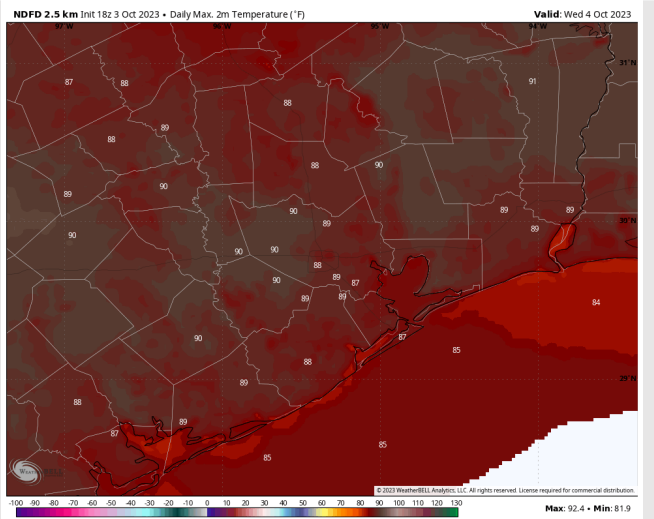 NDFD 2.5 km Init 18z 3 Oct 2023 • Daily Max. 2m Temperature (°F) Valid: Wed 4 Oct 2023
97°W 96°W 95°W 94°W
31°N
87 88 91
88
88 89
88 90
89 90
90 89 89
89 89
90
90 90
88
90 89 87
89 89
84
90 87
85
88
89
88
87 89
85 85
29°N
© 2023 WeatherBELL Analytics, LLC. All rights reserved. License required for commercial distribution.
-100 -90 -80 -70 -60 -50 -40 -30 -20 -10 0 10 20 30 40 50 60 70 80 90 100 110 120 130
Max: 92.4 • Min: 81.9